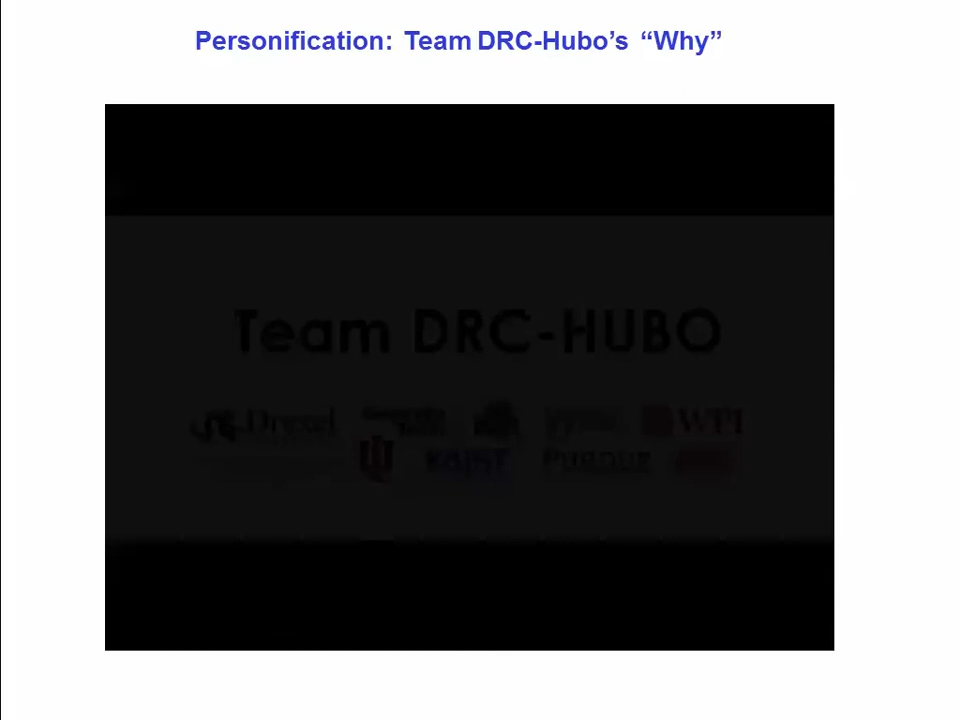 Personification: Team DRC-Hubo’s “Why”
Team DRC-HUBO
Drexel WPI
KAIST PURDUE